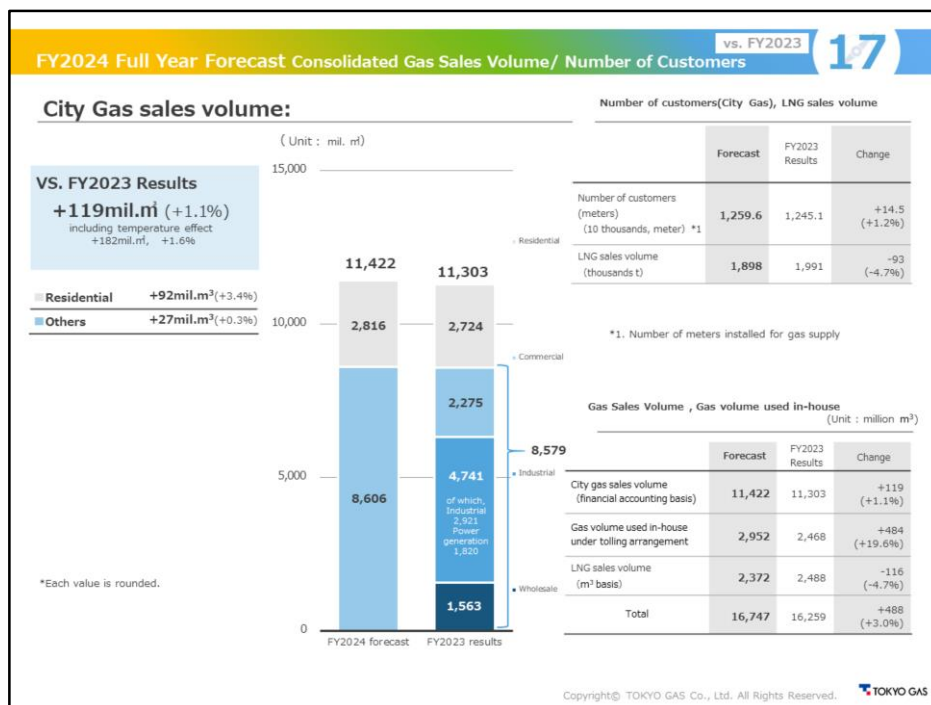 vs. FY2023
17
FY2024 Full Year Forecast Consolidated Gas Sales Volume/ Number of Customers
City Gas sales volume:
（Unit： mil. ㎥）
VS. FY2023 Results
+119mil.㎥ (+1.1%)
including temperature effect
+182mil.㎥, +1.6%
Residential +92mil.m³(+3.4%)
Others +27mil.m³(+0.3%)
*Each value is rounded.
15,000
10,000
5,000
0
11,422
2,816
8,606
FY2024 forecast
11,303
2,724
2,275
4,741
of which,
Industrial
2,921
Power
generation
1,820
1,563
FY2023 results
8,579
Residential
Commercial
Industrial
Wholesale
Number of customers(City Gas), LNG sales volume
Forecast FY2023 Results Change
Number of customers
(meters)
（10 thousands, meter）*1 1,259.6 1,245.1 +14.5 (+1.2%)
LNG sales volume
（thousands t） 1,898 1,991 -93 (-4.7%)
*1. Number of meters installed for gas supply
Gas Sales Volume , Gas volume used in-house
(Unit : million m³)
Forecast FY2023 Results Change
City gas sales volume
（financial accounting basis） 11,422 11,303 +119 (+1.1%)
Gas volume used in-house
under tolling arrangement 2,952 2,468 +484 (+19.6%)
LNG sales volume
（m³ basis） 2,372 2,488 -116 (-4.7%)
Total 16,747 16,259 +488 (+3.0%)
Copyright© TOKYO GAS Co., Ltd. All Rights Reserved.
TOKYO GAS